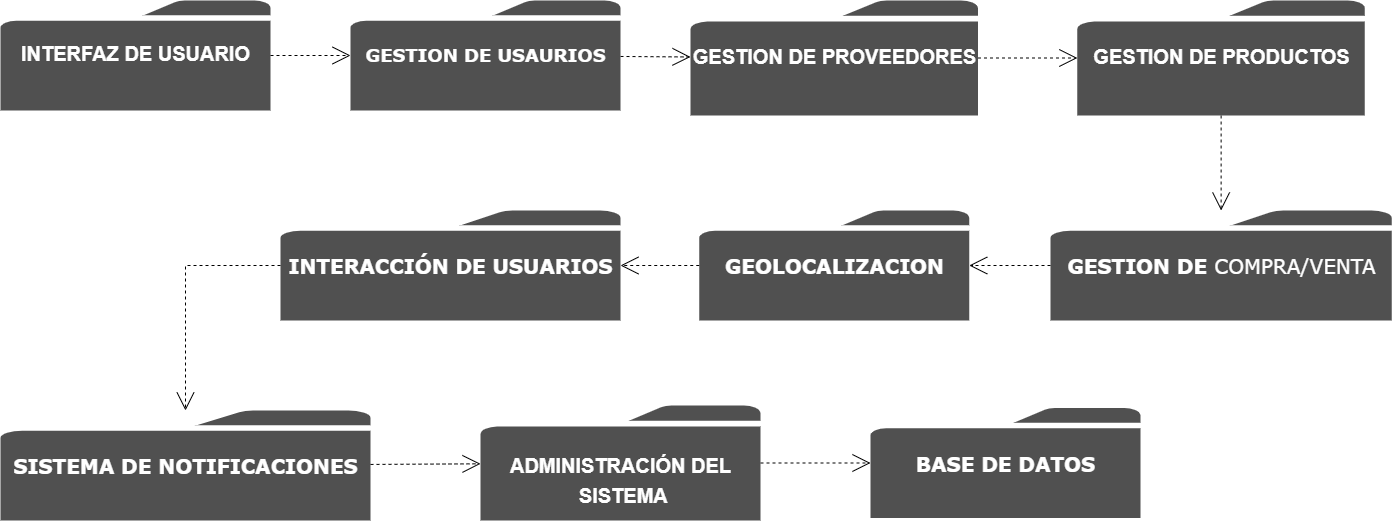 INTERFAZ DE USUARIO
GESTION DE USAURIOS
GESTION DE PROVEEDORES
GESTION DE PRODUCTOS
INTERACCIÓN DE USUARIOS
GEOLOCALIZACION
GESTION DE COMPRA/VENTA
SISTEMA DE NOTIFICACIONES
ADMINISTRACIÓN DEL
SISTEMA
BASE DE DATOS